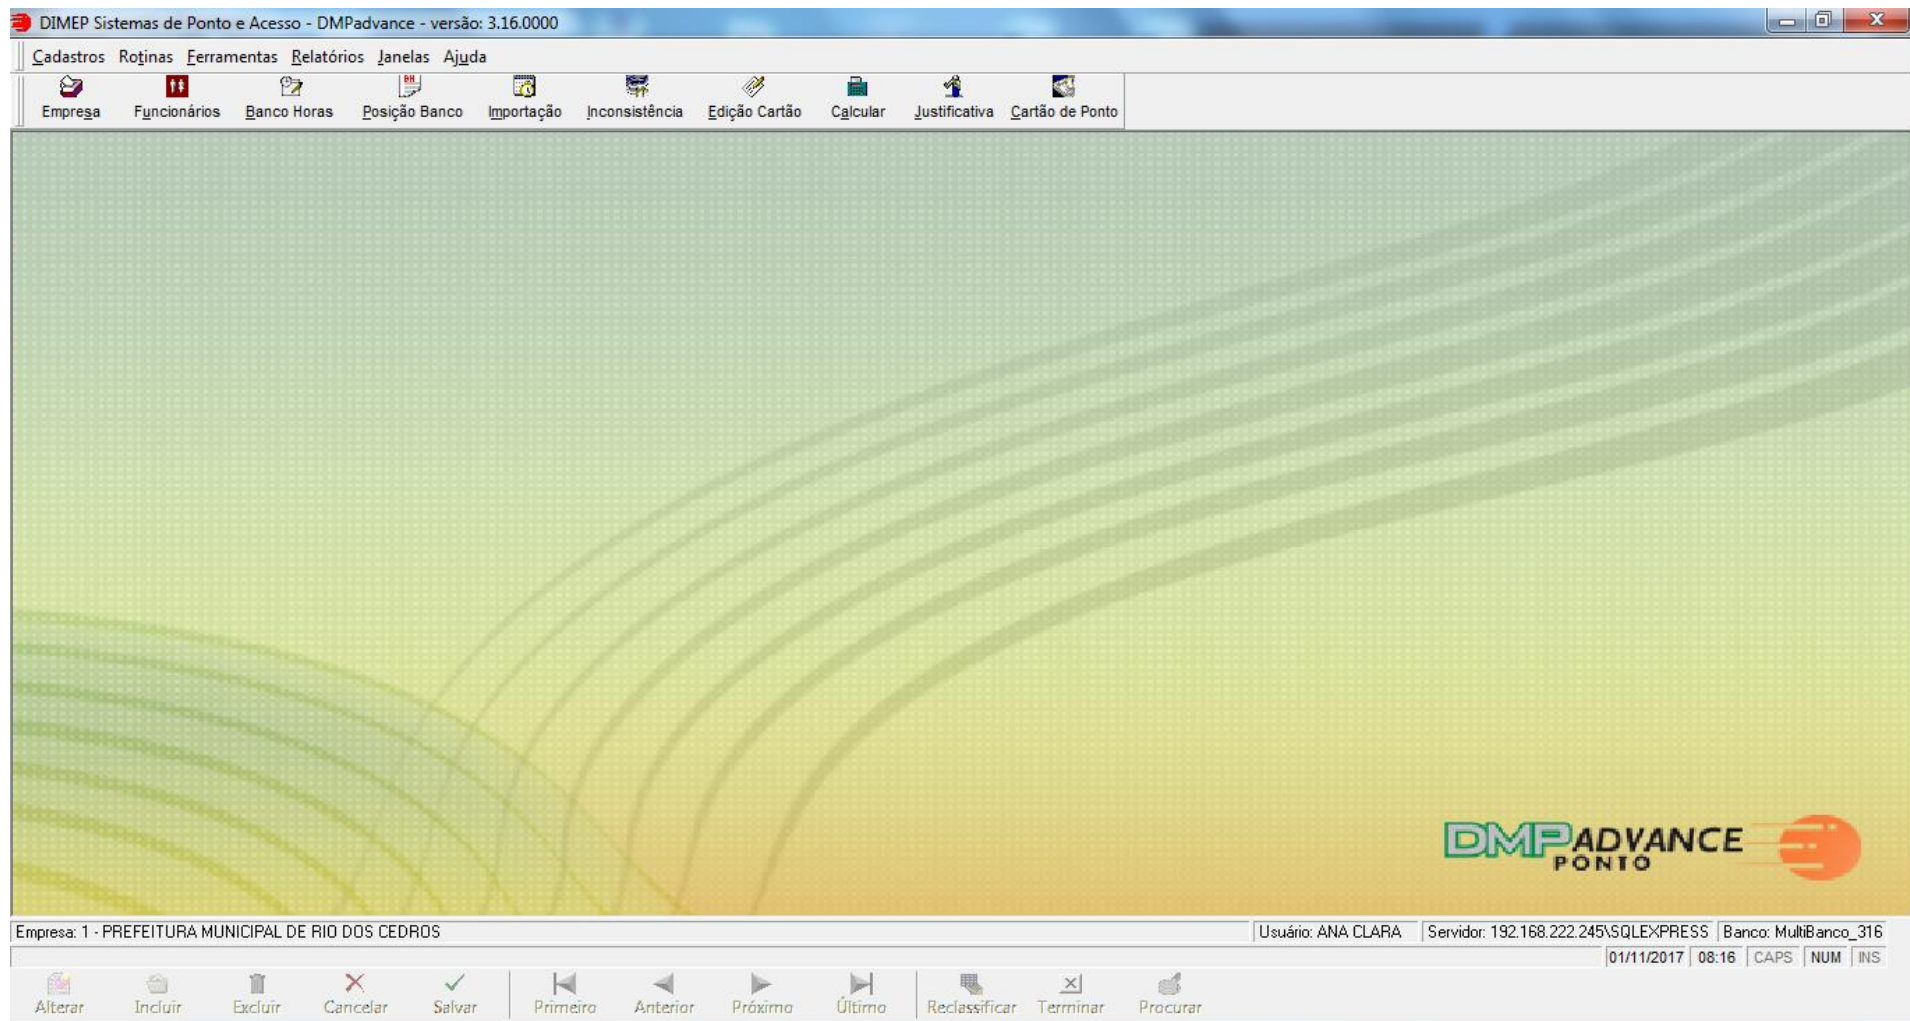 DIMEP Sistemas de Ponto e Acesso - DMPadvance - versão: 3.16.0000
Cadastros Rotinas Ferramentas Relatórios Janelas Ajuda
Empresa Funcionários Banco Horas Posição Banco Importação Inconsistência Edição Cartão Calcular Justificativa Cartão de Ponto
DMPADVANCE
PONTO
Empresa: 1 - PREFEITURA MUNICIPAL DE RIO DOS CEDROS Usuário: ANA CLARA Servidor: 192.168.222.245\SQLEXPRESS Banco: MultiBanco_316
01/11/2017 08:16 CAPS NUM INS
Alterar Incluir Excluir Cancelar Salvar Primeiro Anterior Próximo Último Reclassificar Terminar Procurar